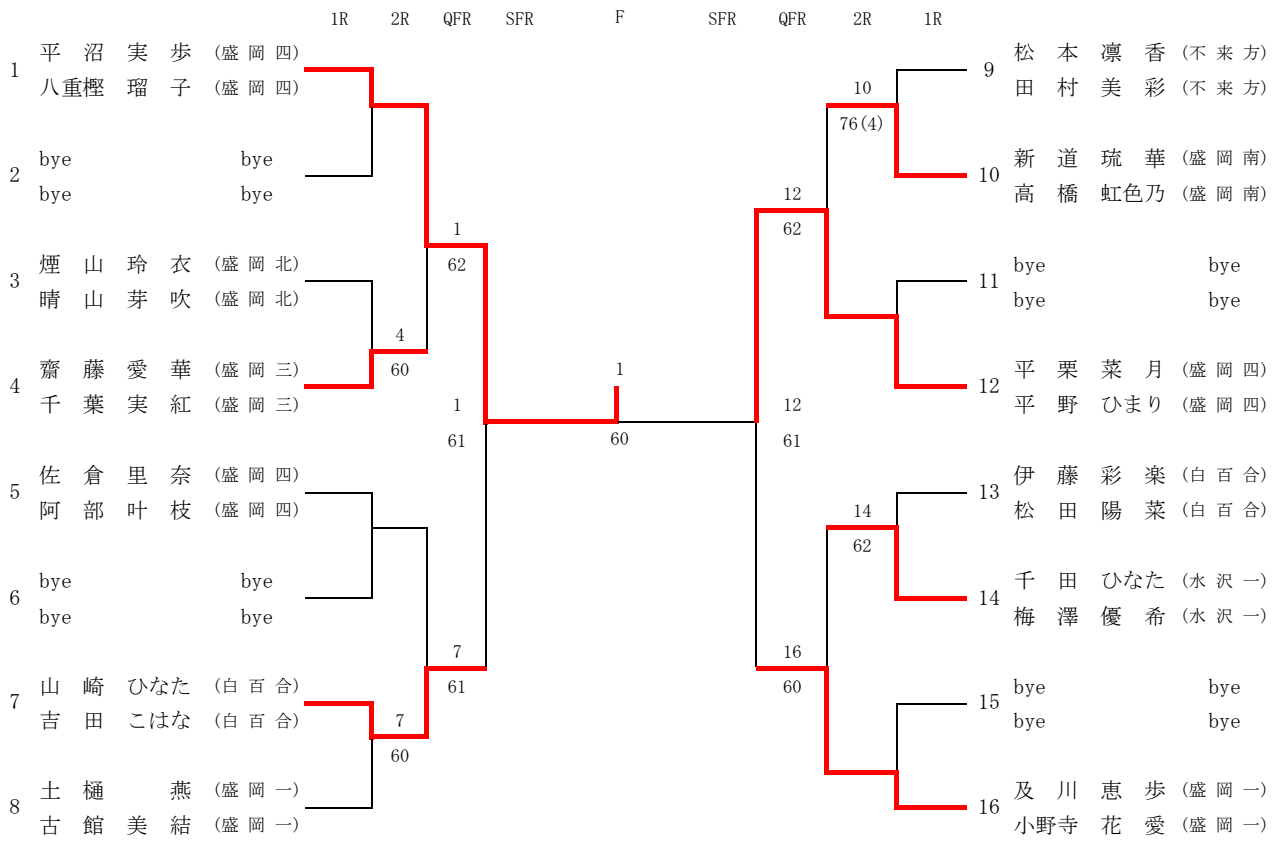 1R 2R QFR SFR F SFR QFR 2R 1R
1 平 沼 実 歩 (盛 岡 四)
八重樫 瑠 子 (盛 岡 四)
2 bye bye
bye bye
3 煙 山 玲 衣 (盛 岡 北)
晴 山 芽 吹 (盛 岡 北)
4 齋 藤 愛 華 (盛 岡 三)
千 葉 実 紅 (盛 岡 三)
5 佐 倉 里 奈 (盛 岡 四)
阿 部 叶 枝 (盛 岡 四)
6 bye bye
bye bye
7 山 崎 ひなた (白 百 合)
吉 田 こはな (白 百 合)
8 土 樋 燕 (盛 岡 一)
古 館 美 結 (盛 岡 一)
4
60
7
60
1
62
7
61
1
61
1
60
12
61
12
62
16
60
10
76(4)
14
62
9 松 本 凛 香 (不 来 方)
田 村 美 彩 (不 来 方)
10 新 道 琉 華 (盛 岡 南)
高 橋 虹色乃 (盛 岡 南)
11 bye bye
bye bye
12 平 栗 菜 月 (盛 岡 四)
平 野 ひまり (盛 岡 四)
13 伊 藤 彩 楽 (白 百 合)
松 田 陽 菜 (白 百 合)
14 千 田 ひなた (水 沢 一)
梅 澤 優 希 (水 沢 一)
15 bye bye
bye bye
16 及 川 恵 歩 (盛 岡 一)
小野寺 花 愛 (盛 岡 一)